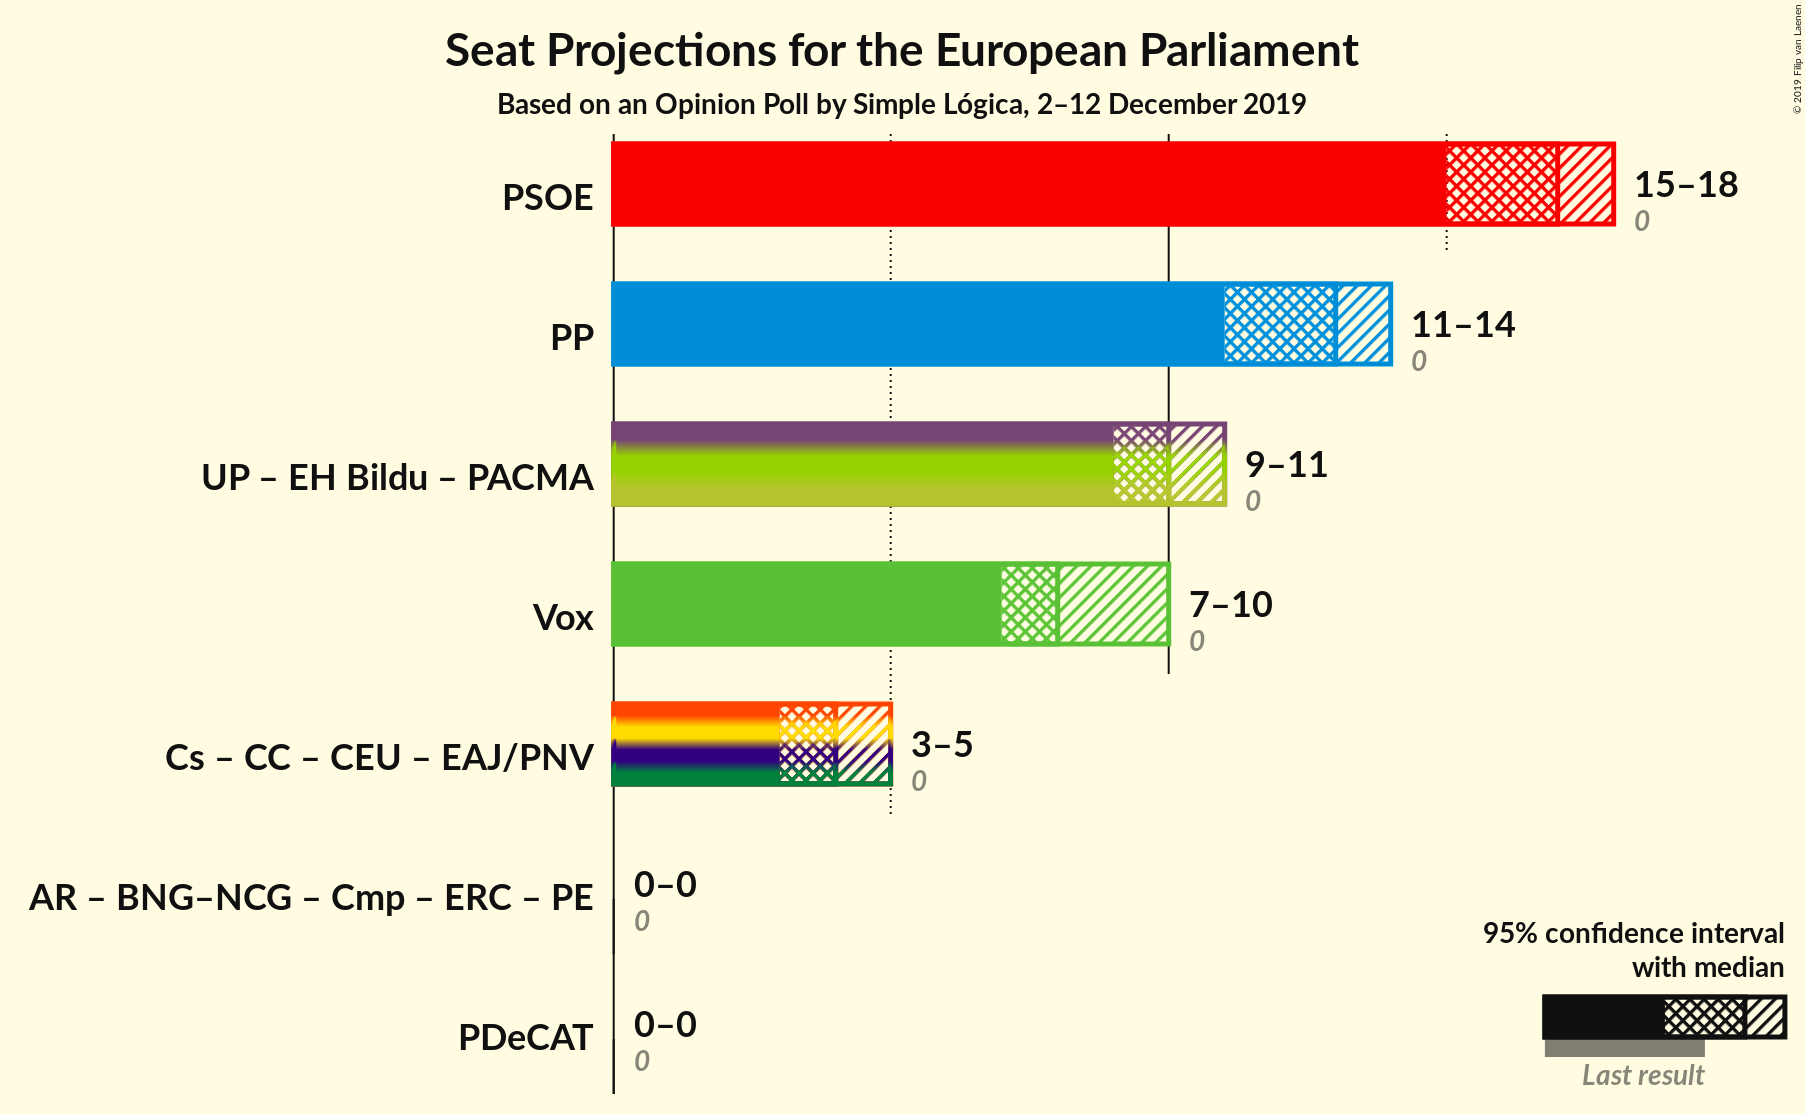 Seat Projections for the European Parliament
Based on an Opinion Poll by Simple Lógica, 2–12 December 2019
© 2019 Filip van Laenen
PSOE
15–18
0
PP
11–14
0
UP – EH Bildu – PACMA
9–11
0
Vox
7–10
0
Cs – CC – CEU – EAJ/PNV
3–5
0
AR – BNG–NCG – Cmp – ERC – PE
0–0
0
PDeCAT
0–0
0
95% confidence interval
with median
Last result